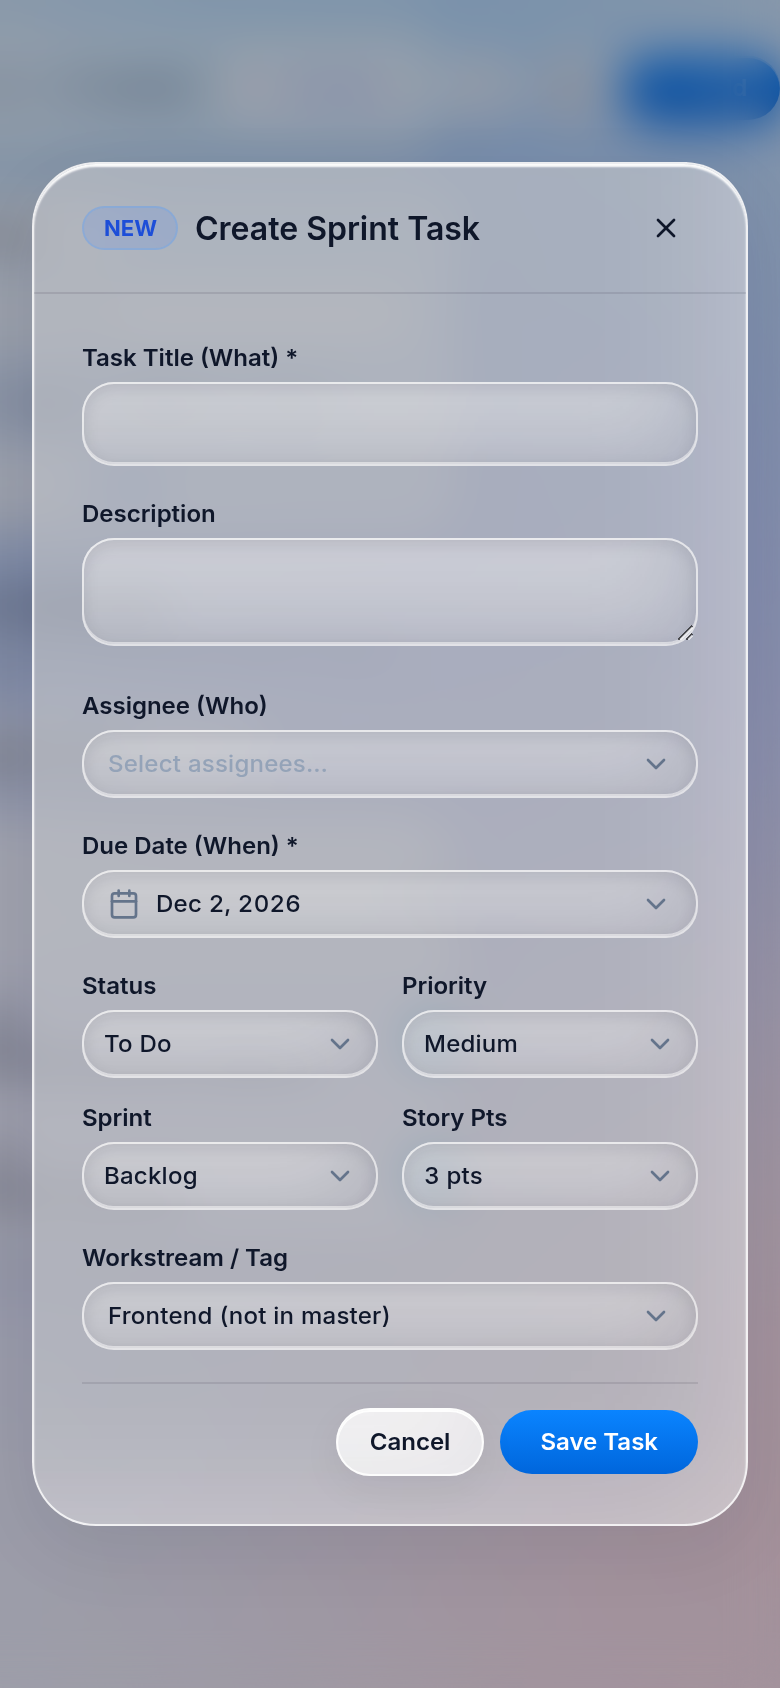 NEW Create Sprint Task
Task Title (What) *
Description
Assignee (Who)
Select assignees...
Due Date (When) *
Dec 2, 2026
Status Priority
To Do Medium
Sprint Story Pts
Backlog 3 pts
Workstream / Tag
Frontend (not in master)
Cancel Save Task